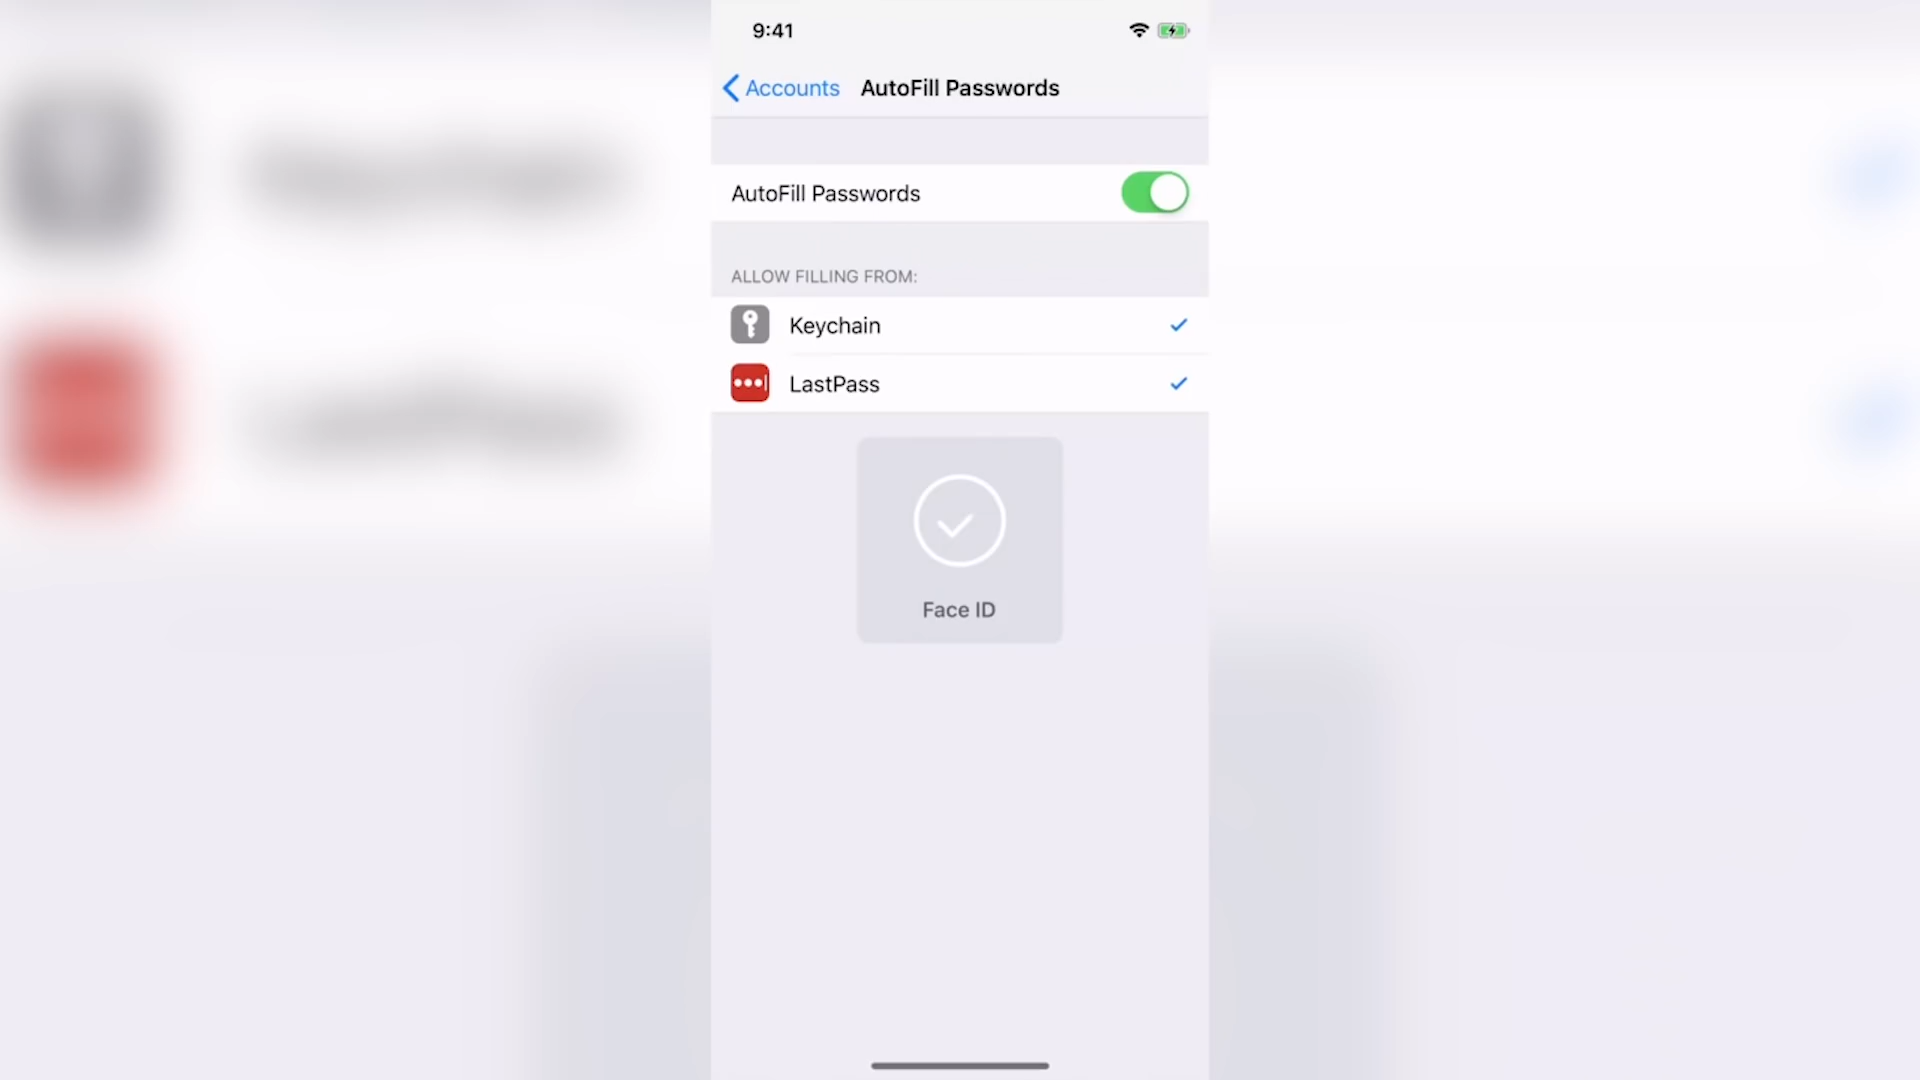 9:41
Accounts AutoFill Passwords
AutoFill Passwords
ALLOW FILLING FROM:
Keychain
LastPass
Face ID